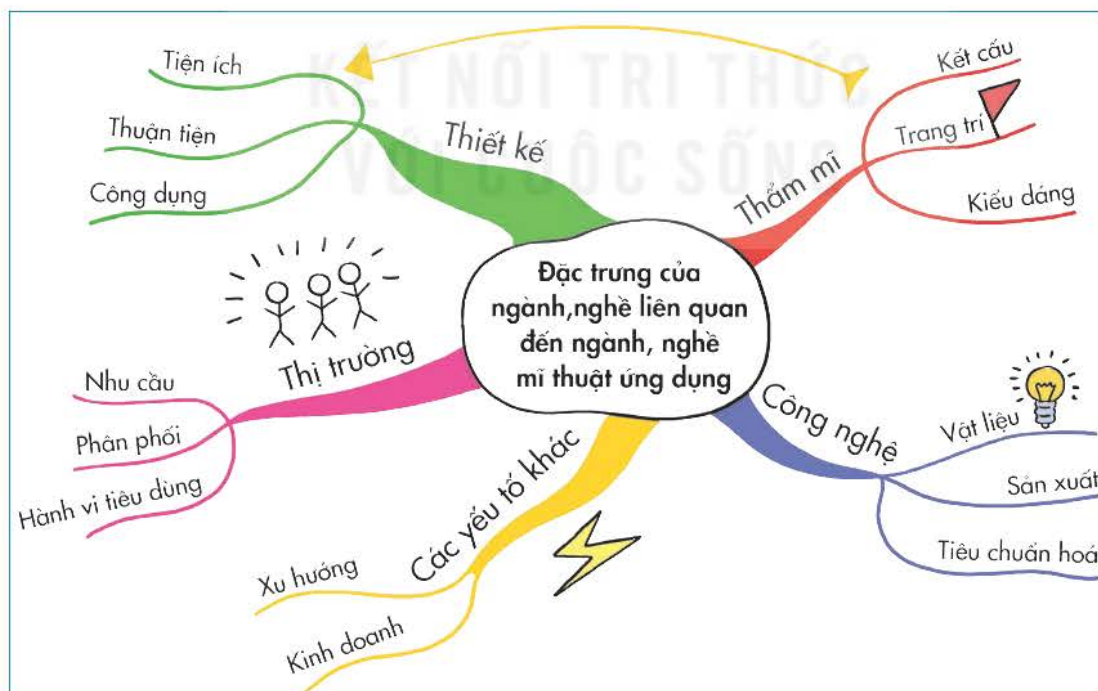 KẾT NỐI TRI THỨC
VỚI CUỘC SỐNG
Đặc trưng của
ngành,nghề liên quan
đến ngành, nghề
mĩ thuật ứng dụng
Thiết kế
Tiện ích
Thuận tiện
Công dụng
Thẩm mĩ
Kết cấu
Trang trí
Kiểu dáng
Thị trường
Nhu cầu
Phân phối
Hành vi tiêu dùng
Các yếu tố khác
Xu hướng
Kinh doanh
Công nghệ
Vật liệu
Sản xuất
Tiêu chuẩn hoá